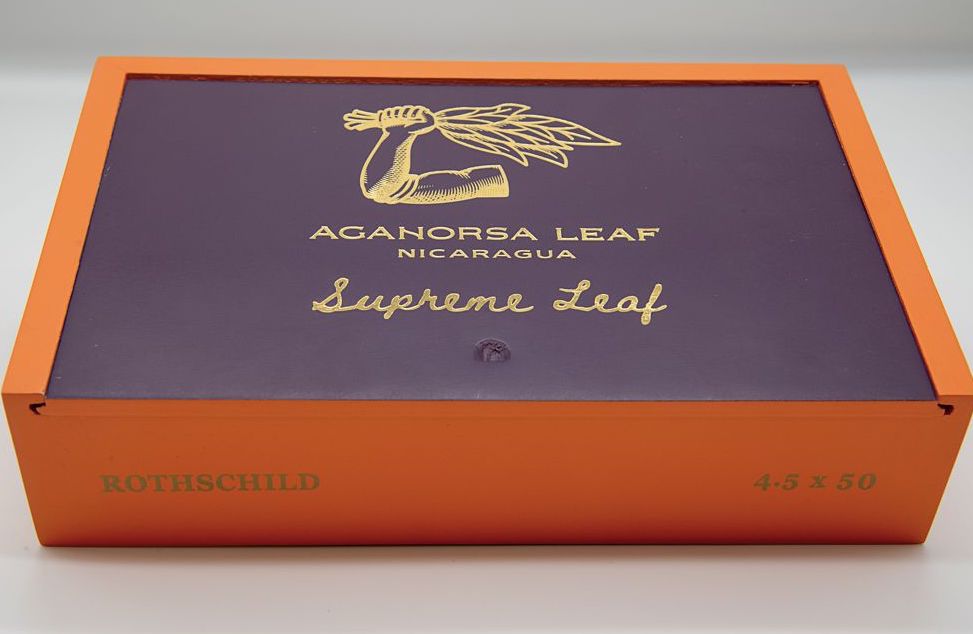 AGANORSA LEAF
NICARAGUA
Supreme Leaf
ROTHSCHILD 4.5 x 50